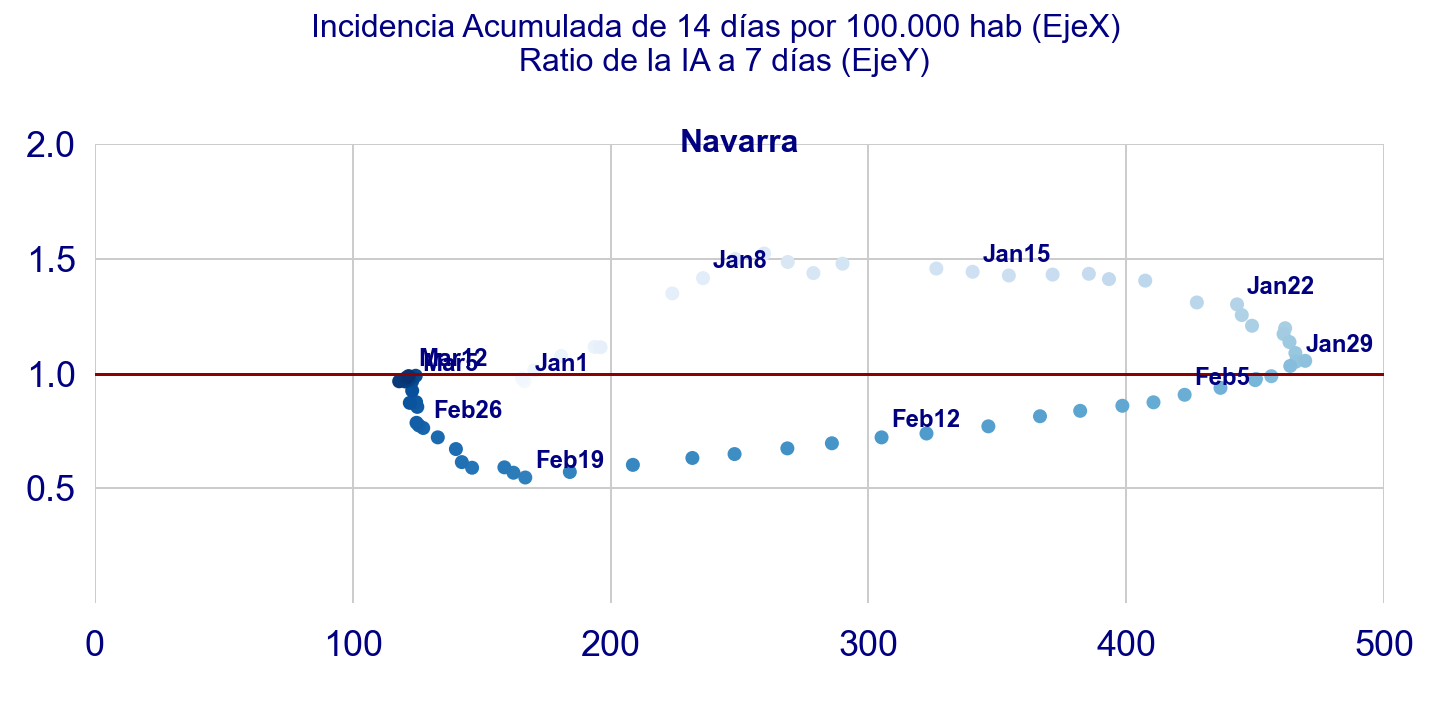 Incidencia Acumulada de 14 días por 100.000 hab (EjeX)
Ratio de la IA a 7 días (EjeY)
Navarra
2.0
1.5
1.0
0.5
Jan8
Jan15
Jan22
Jan29
Mar12
Mar5
Jan1
Feb5
Feb26
Feb12
Feb19
0
100
200
300
400
500